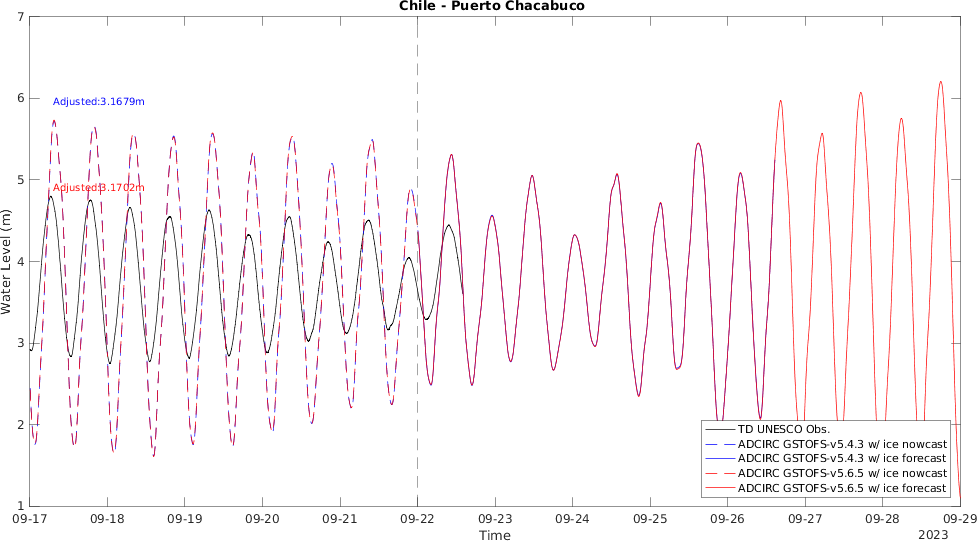 Chile - Puerto Chacabuco
7
6
5
4
3
2
1
Water Level (m)
Adjusted:3.1679m
Adjusted:3.1702m
TD UNESCO Obs.
ADCIRC GSTOFS-v5.4.3 w/ ice nowcast
ADCIRC GSTOFS-v5.4.3 w/ ice forecast
ADCIRC GSTOFS-v5.6.5 w/ ice nowcast
ADCIRC GSTOFS-v5.6.5 w/ ice forecast
09-17 09-18 09-19 09-20 09-21 09-22 09-23 09-24 09-25 09-26 09-27 09-28 09-29
Time
2023